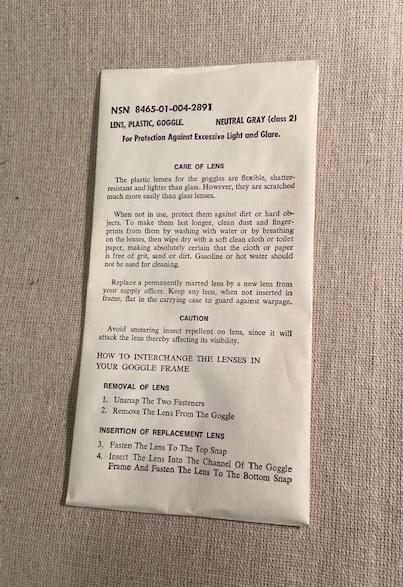 NSN 8465-01-004-2891
LENS, PLASTIC, GOGGLE. NEUTRAL GRAY (class 2)
For Protection Against Excessive Light and Glare.
CARE OF LENS
The plastic lenses for the goggles are flexible, shatter-
resistant and lighter than glass. However, they are scratched
much more easily than glass lenses.
When not in use, protect them against dirt or hard ob-
jects. To make them last longer, clean dust and finger-
prints from them by washing with water or by breathing
on the lenses, then wipe dry with a soft clean cloth or toilet
paper, making absolutely certain that the cloth or paper
is free of grit, sand or dirt. Gasoline or hot water should
not be used for cleaning.
Replace a permanently marred lens by a new lens from
your supply officer. Keep any lens, when not inserted in
frame, flat in the carrying case to guard against warpage.
CAUTION
Avoid smearing insect repellent on lens, since it will
attack the lens thereby affecting its visibility.
HOW TO INTERCHANGE THE LENSES IN
YOUR GOGGLE FRAME
REMOVAL OF LENS
1. Unsnap The Two Fasteners
2. Remove The Lens From The Goggle
INSERTION OF REPLACEMENT LENS
3. Fasten The Lens To The Top Snap
4. Insert The Lens Into The Channel Of The Goggle
Frame And Fasten The Lens To The Bottom Snap